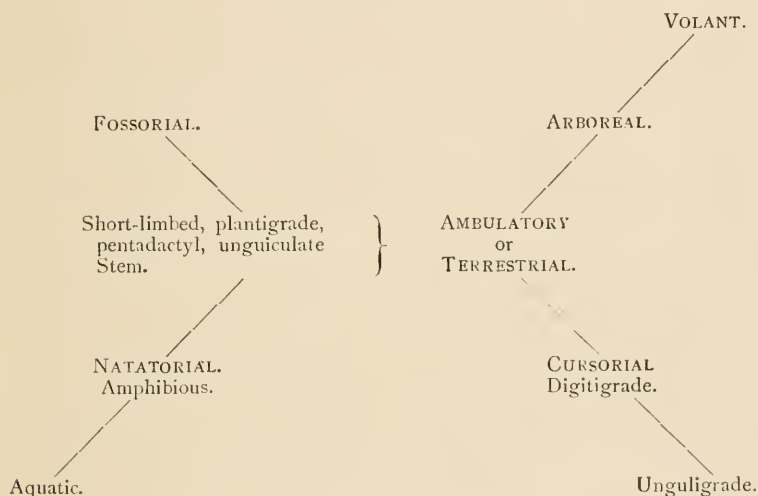 VOLANT.
FOSSORIAL.
ARBOREAL.
Short-limbed, plantigrade,
pentadactyl, unguiculate
Stem.
AMBULATORY
or
TERRESTRIAL.
NATATORIAL.
Amphibious.
CURSORIAL
Digitigrade.
Aquatic.
Unguligrade.